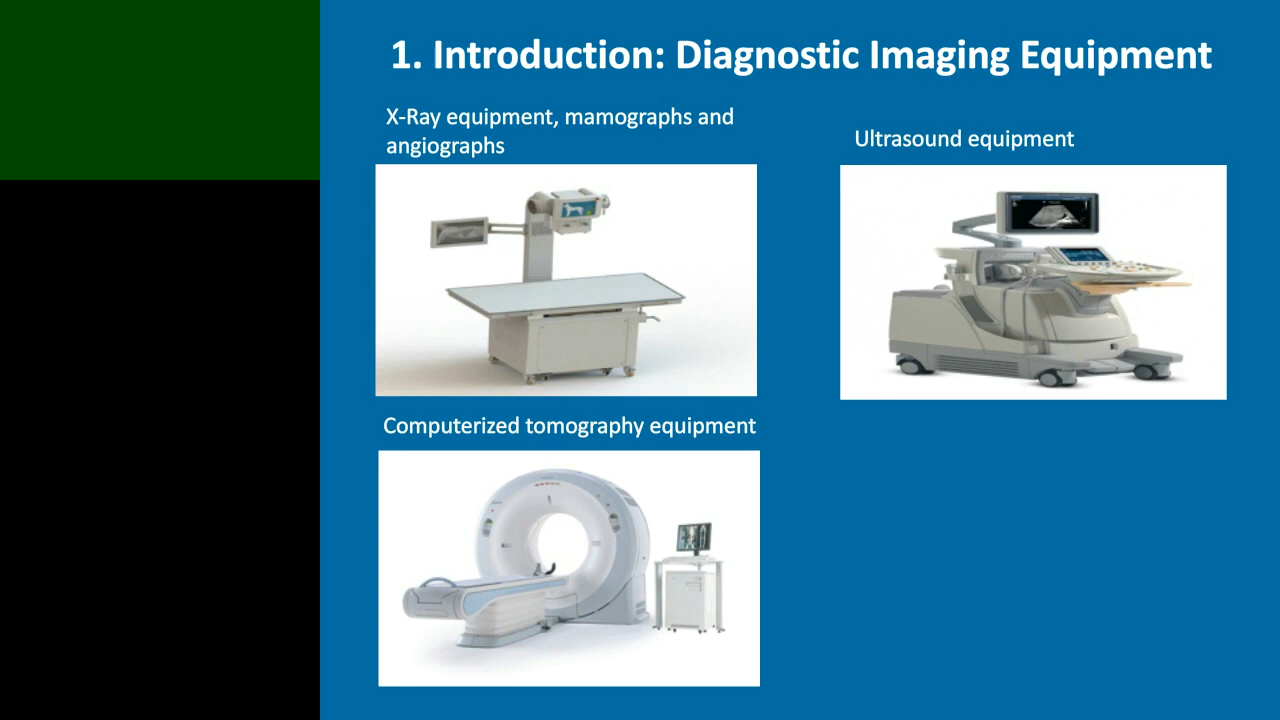 1. Introduction: Diagnostic Imaging Equipment
X-Ray equipment, mamographs and
angiographs
Ultrasound equipment
Computerized tomography equipment